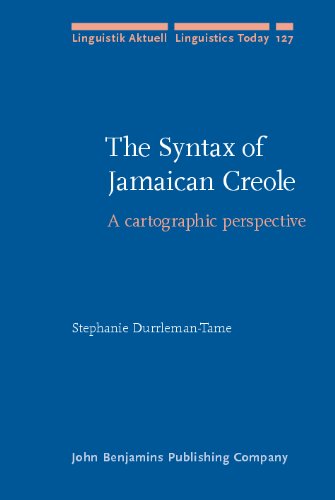 Linguistik Aktuell Linguistics Today 127
The Syntax of
Jamaican Creole
A cartographic perspective
Stephanie Durrleman-Tame
John Benjamins Publishing Company